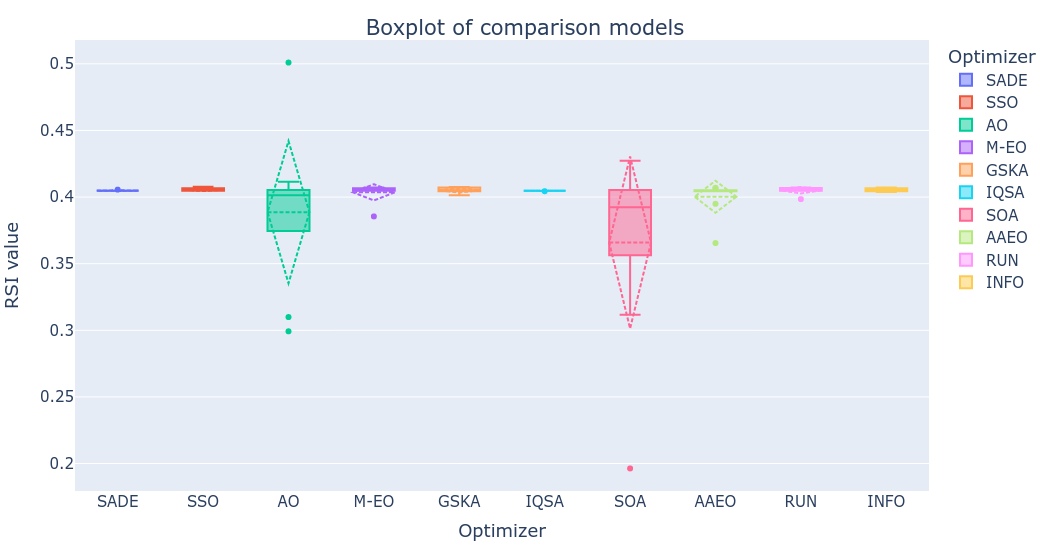 Boxplot of comparison models
RSI value
0.5
0.45
0.4
0.35
0.3
0.25
0.2
SADE
SSO
AO
M-EO
GSKA
IQSA
SOA
AAEO
RUN
INFO
Optimizer
Optimizer
SADE
SSO
AO
M-EO
GSKA
IQSA
SOA
AAEO
RUN
INFO